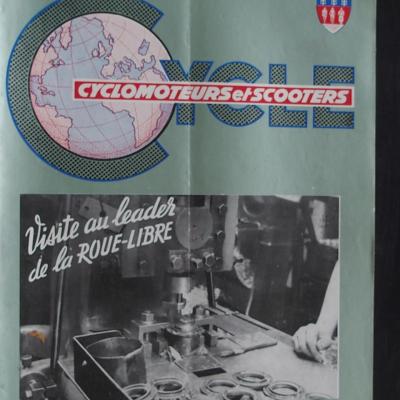 CYCLE
CYCLOMOTEURS et SCOOTERS
Visite au leader
de la ROUE-LIBRE